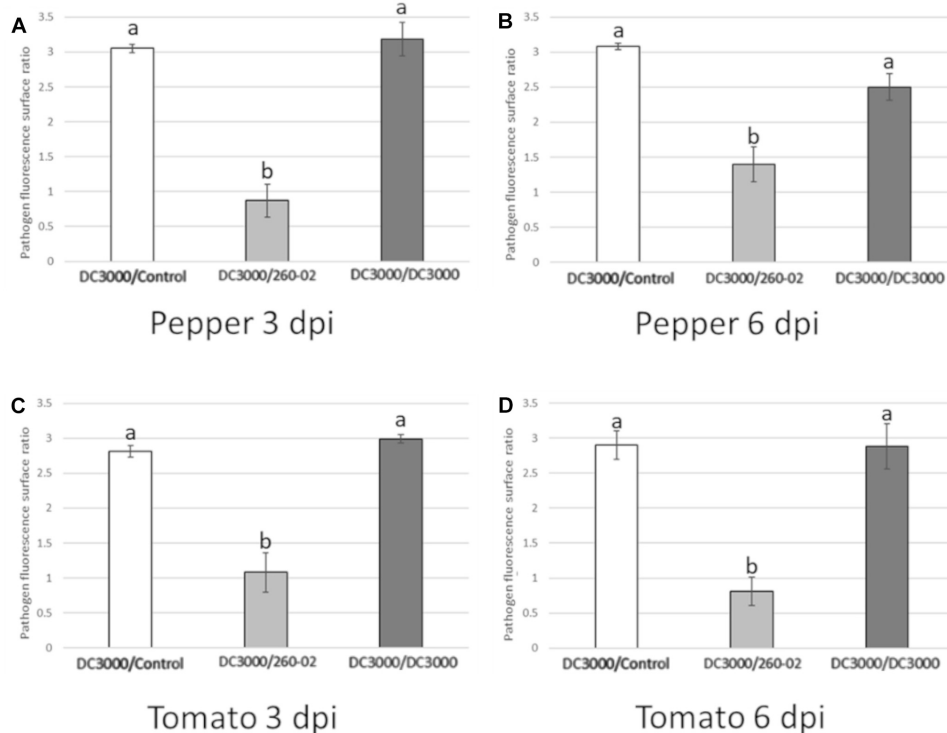 A
Pathogen fluorescence surface ratio
3.5
3
2.5
2
1.5
1
0.5
0
a
b
a
DC3000/Control
DC3000/260-02
DC3000/DC3000
Pepper 3 dpi
B
Pathogen fluorescence surface ratio
3.5
3
2.5
2
1.5
1
0.5
0
a
b
a
DC3000/Control
DC3000/260-02
DC3000/DC3000
Pepper 6 dpi
C
Pathogen fluorescence surface ratio
3.5
3
2.5
2
1.5
1
0.5
0
a
b
a
DC3000/Control
DC3000/260-02
DC3000/DC3000
Tomato 3 dpi
D
Pathogen fluorescence surface ratio
3.5
3
2.5
2
1.5
1
0.5
0
a
b
a
DC3000/Control
DC3000/260-02
DC3000/DC3000
Tomato 6 dpi